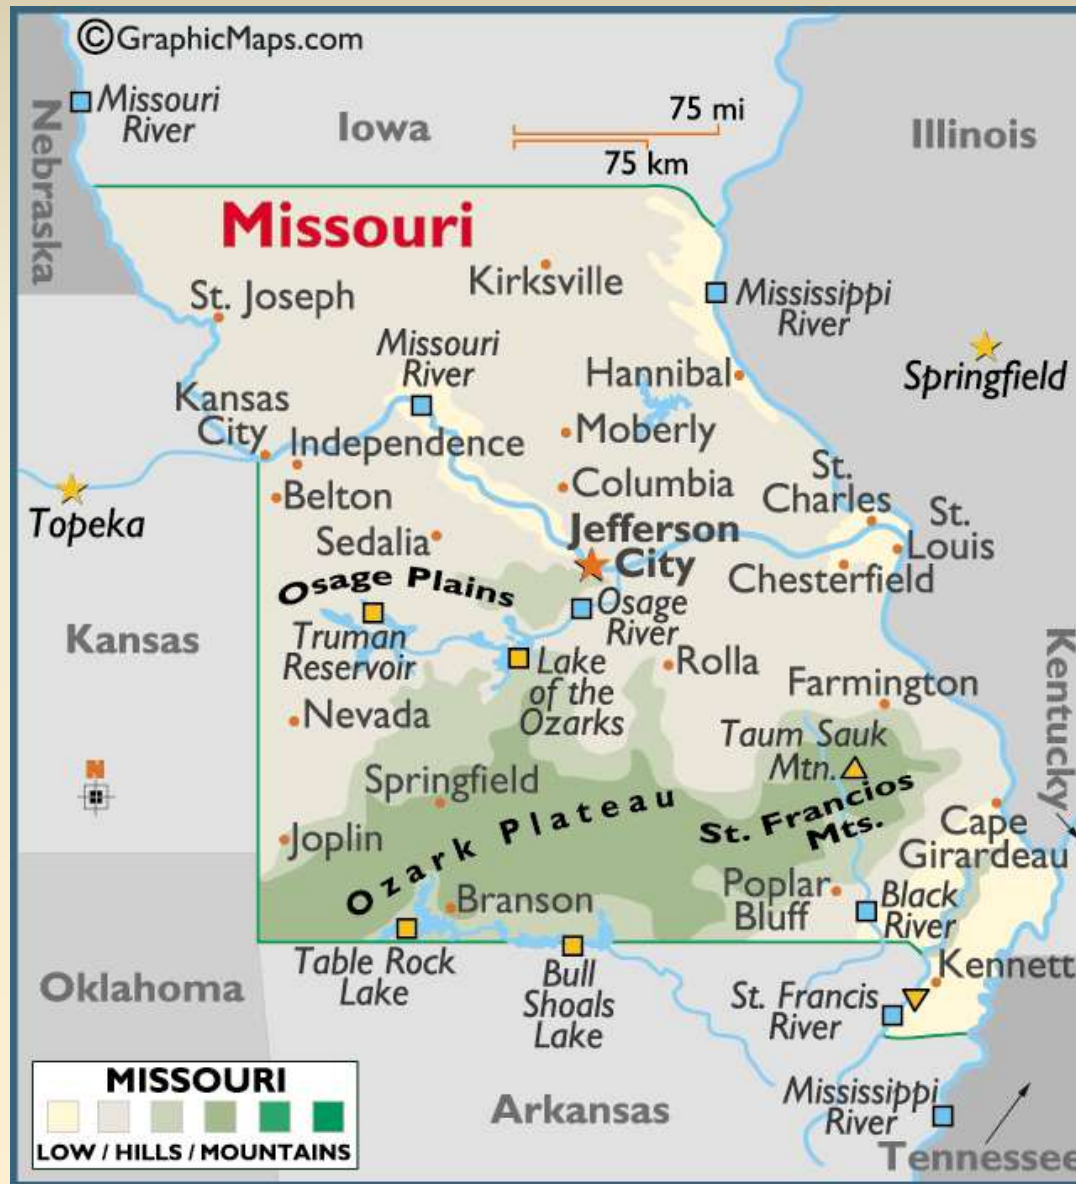 ©GraphicMaps.com
Nebraska
Missouri
River
Iowa
75 mi
75 km
Illinois
Missouri
Kirksville
St. Joseph
Mississippi
River
Missouri
River
Springfield
Hannibal
Kansas
City
Independence
Moberly
Topeka
Belton
Columbia
St.
Charles
St.
Louis
Sedalia
Jefferson
City
Chesterfield
Osage Plains
Osage
River
Kansas
Truman
Reservoir
Lake
of the
Ozarks
Rolla
Kentucky
Farmington
Nevada
Taum Sauk
Mtn.
N
Springfield
Ozark Plateau
St. Francios
Mts.
Joplin
Cape
Girardeau
Branson
Poplar
Bluff
Black
River
Table Rock
Lake
Bull
Shoals
Lake
Kennett
Oklahoma
St. Francis
River
MISSOURI
LOW / HILLS / MOUNTAINS
Arkansas
Mississippi
River
Tennessee